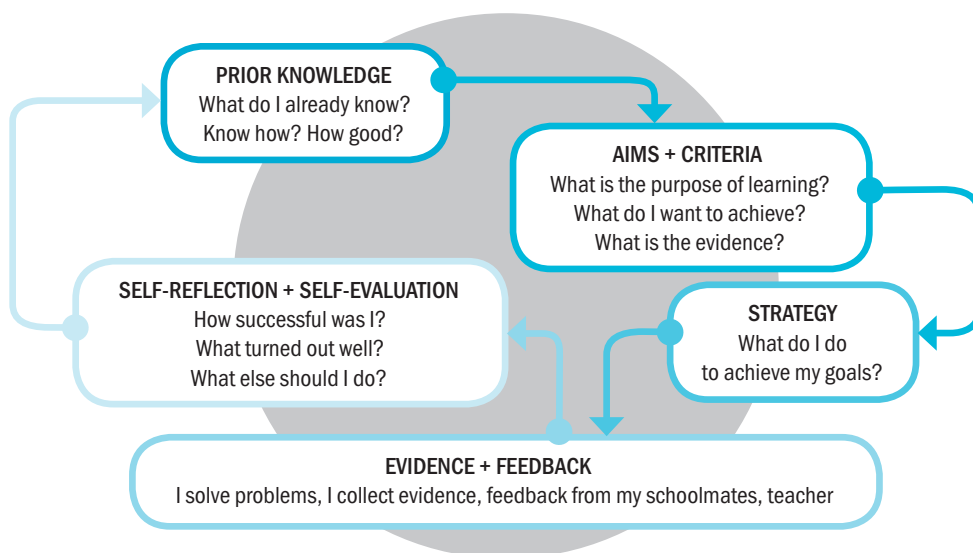 PRIOR KNOWLEDGE
What do I already know?
Know how? How good?
AIMS + CRITERIA
What is the purpose of learning?
What do I want to achieve?
What is the evidence?
STRATEGY
What do I do
to achieve my goals?
EVIDENCE + FEEDBACK
I solve problems, I collect evidence, feedback from my schoolmates, teacher
SELF-REFLECTION + SELF-EVALUATION
How successful was I?
What turned out well?
What else should I do?